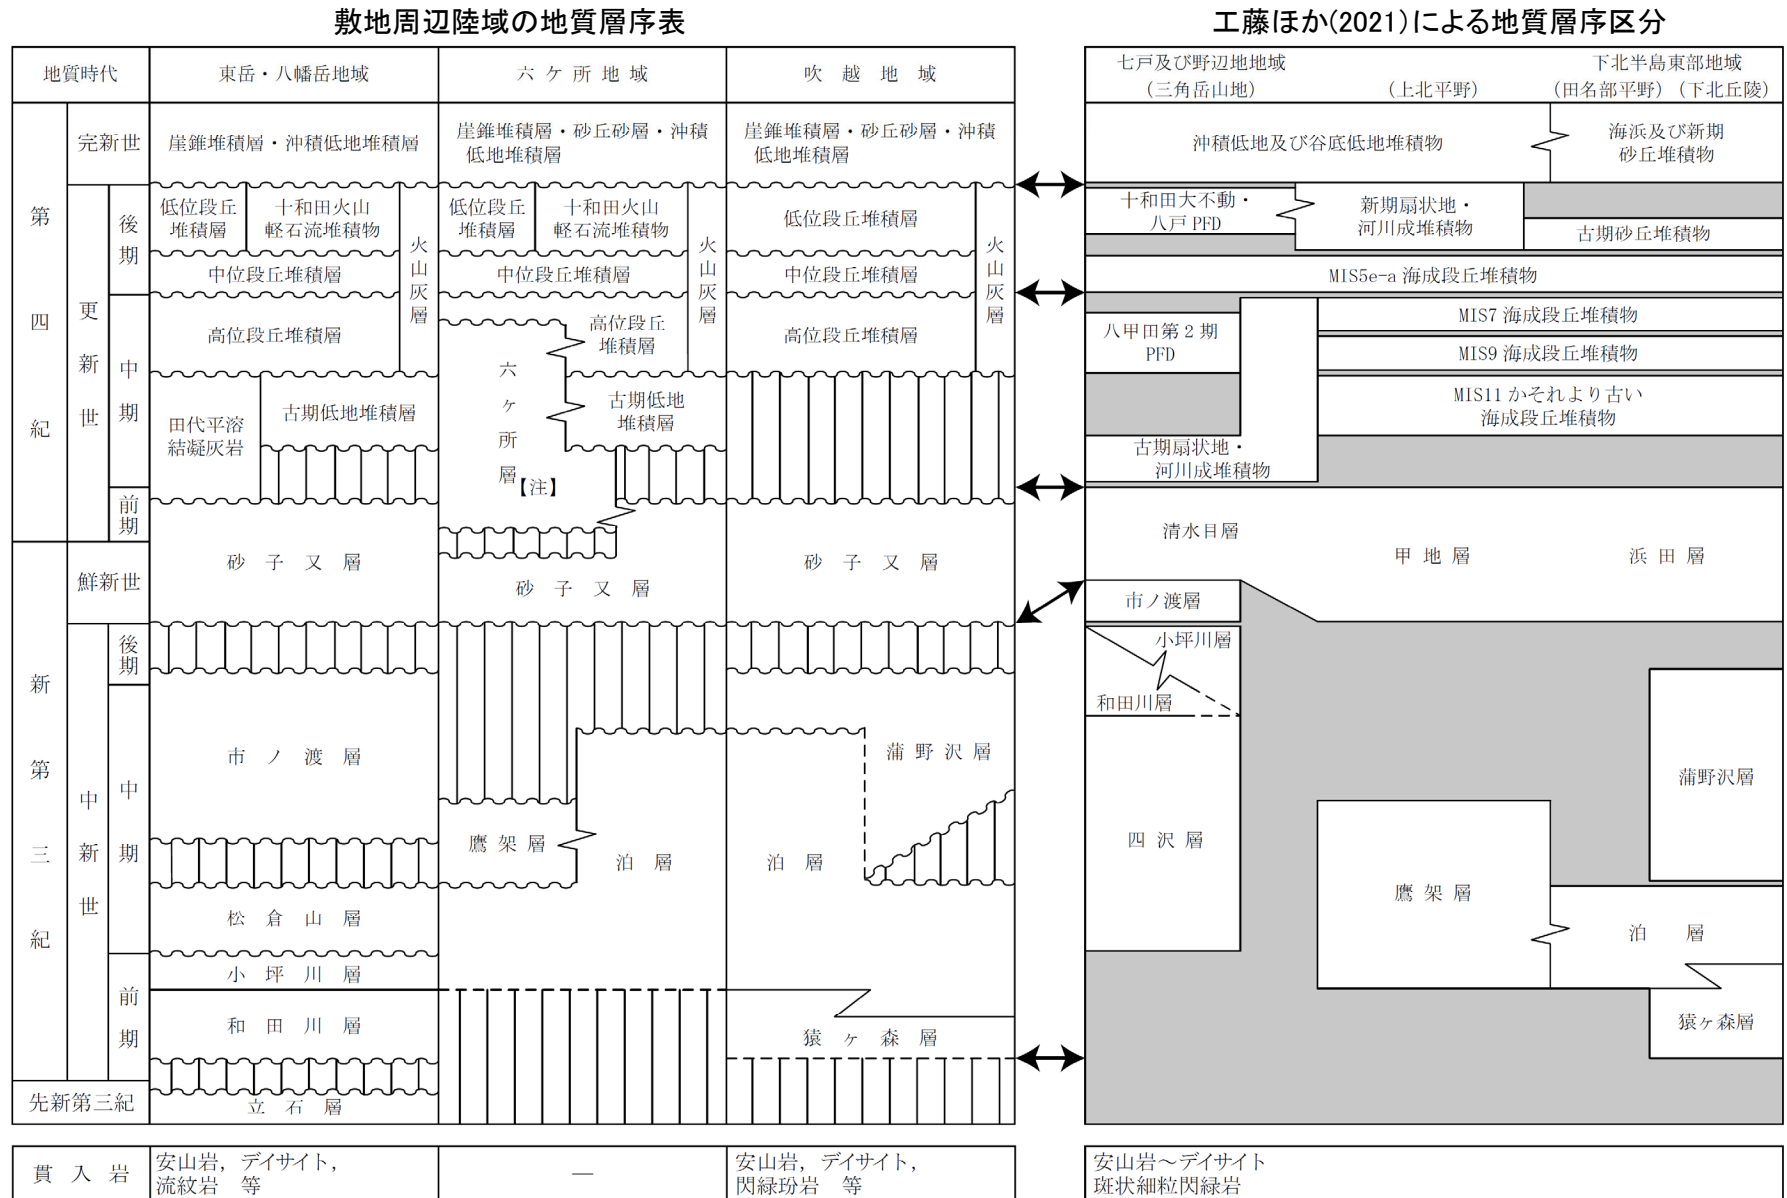 敷地周辺陸域の地質層序表
地質時代
東岳・八幡岳地域
六ケ所地域
吹越地域
第四紀
更新世
完新世
後期
中期
前期
新第三紀
鮮新世
中新世
後期
中期
前期
先新第三紀
崖錐堆積層・沖積低地堆積層
低位段丘
堆積層
十和田火山
軽石流堆積物
火山灰層
中位段丘堆積層
高位段丘堆積層
田代平溶
結凝灰岩
古期低地堆積層
砂子又層
市ノ渡層
松倉山層
小坪川層
和田川層
立石層
崖錐堆積層・砂丘砂層・沖積
低地堆積層
低位段丘
堆積層
十和田火山
軽石流堆積物
火山灰層
中位段丘堆積層
高位段丘
堆積層
六ケ所層
【注】
古期低地
堆積層
砂子又層
鷹架層
泊層
崖錐堆積層・砂丘砂層・沖積
低地堆積層
低位段丘堆積層
火山灰層
中位段丘堆積層
高位段丘堆積層
砂子又層
蒲野沢層
泊層
猿ヶ森層
貫入岩
安山岩, デイサイト,
流紋岩 等
―
安山岩, デイサイト,
閃緑玢岩 等
工藤ほか(2021)による地質層序区分
七戸及び野辺地地域
(三角岳山地)
(上北平野)
下北半島東部地域
(田名部平野)(下北丘陵)
沖積低地及び谷底低地堆積物
海浜及び新期
砂丘堆積物
十和田大不動・
八戸 PFD
新期扇状地・
河川成堆積物
古期砂丘堆積物
MIS5e-a 海成段丘堆積物
八甲田第2期
PFD
MIS7 海成段丘堆積物
MIS9 海成段丘堆積物
MIS11 かそれより古い
海成段丘堆積物
古期扇状地・
河川成堆積物
清水目層
甲地層
浜田層
市ノ渡層
小坪川層
和田川層
四沢層
蒲野沢層
鷹架層
泊層
猿ヶ森層
安山岩～デイサイト
斑状細粒閃緑岩